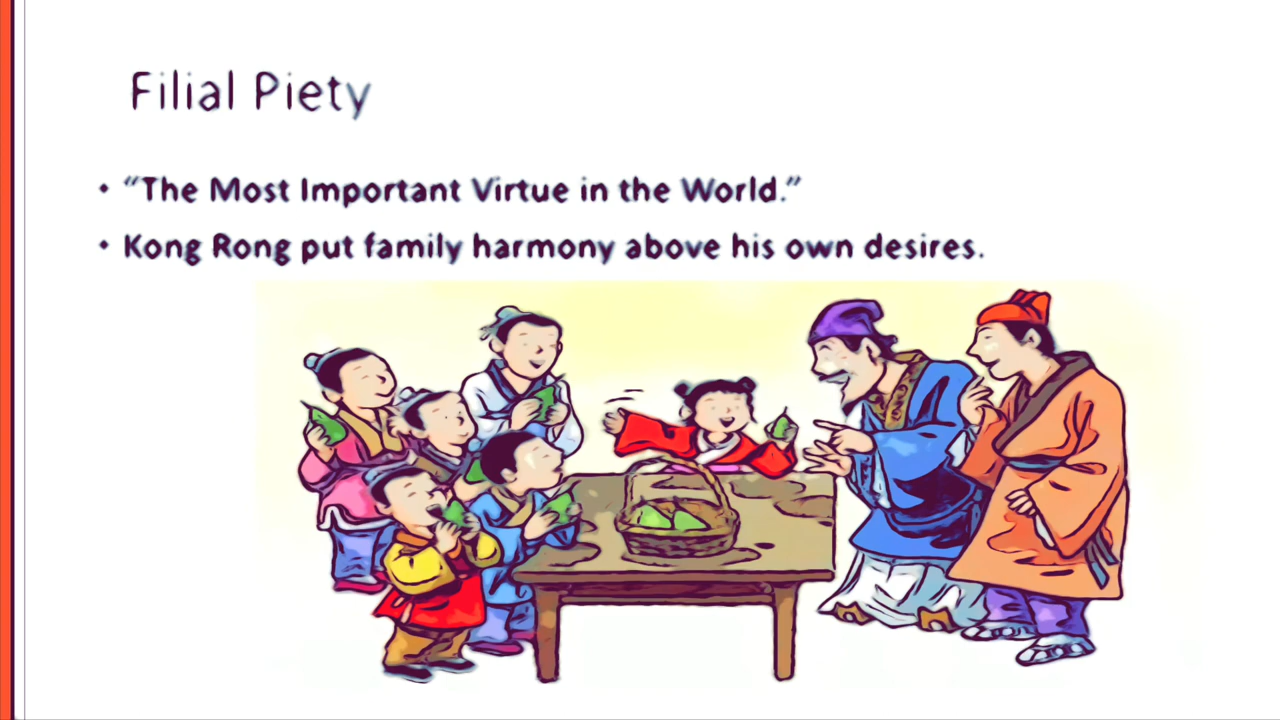 Filial Piety
• “The Most Important Virtue in the World.”
• Kong Rong put family harmony above his own desires.